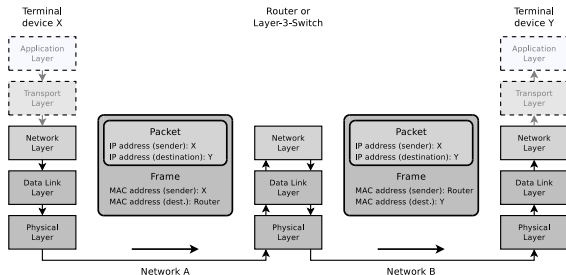 Terminal
device X
Router or
Layer-3-Switch
Terminal
device Y
Application
Layer
Transport
Layer
Network
Layer
Data Link
Layer
Physical
Layer
Packet
IP address (sender): X
IP address (destination): Y
Frame
MAC address (sender): X
MAC address (dest.): Router
Network A
Network
Layer
Data Link
Layer
Physical
Layer
Packet
IP address (sender): X
IP address (destination): Y
Frame
MAC address (sender): Router
MAC address (dest.): Y
Network B
Application
Layer
Transport
Layer
Network
Layer
Data Link
Layer
Physical
Layer